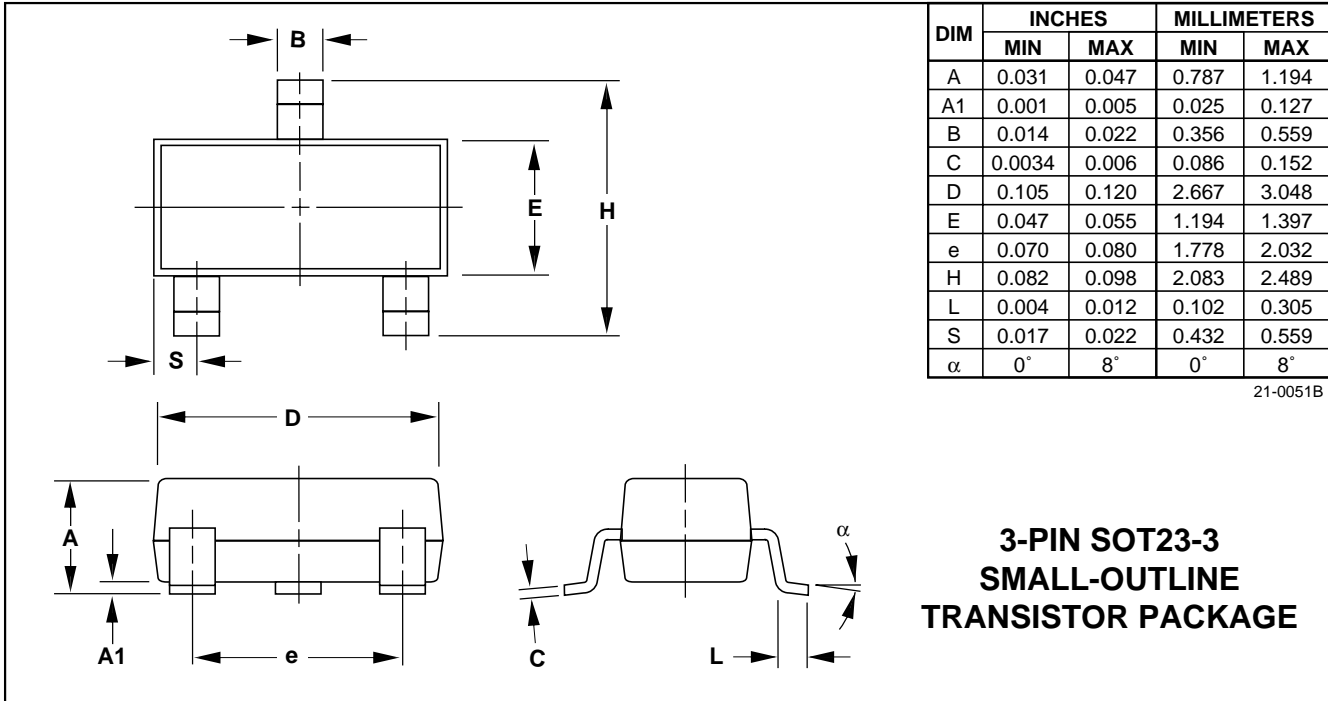 B
E
H
S
D
A
A1
e
C
L
α
DIM INCHES MILLIMETERS
MIN MAX MIN MAX
A 0.031 0.047 0.787 1.194
A1 0.001 0.005 0.025 0.127
B 0.014 0.022 0.356 0.559
C 0.0034 0.006 0.086 0.152
D 0.105 0.120 2.667 3.048
E 0.047 0.055 1.194 1.397
e 0.070 0.080 1.778 2.032
H 0.082 0.098 2.083 2.489
L 0.004 0.012 0.102 0.305
S 0.017 0.022 0.432 0.559
α 0° 8° 0° 8°
21-0051B
3-PIN SOT23-3
SMALL-OUTLINE
TRANSISTOR PACKAGE